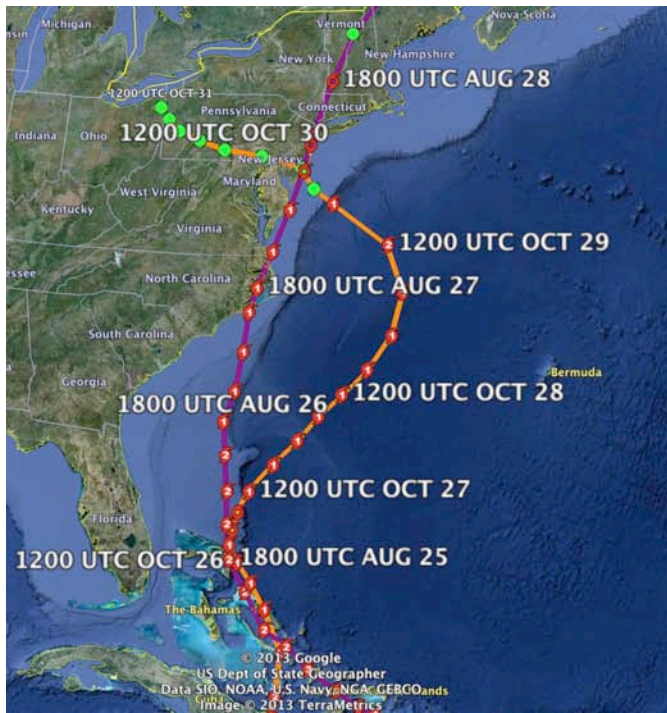 Michigan
Vermont
Nova Scotia
New York
New Hampshire
1800 UTC AUG 28
1200 UTC OCT 31
Pennsylvania
Connecticut
Indiana
Ohio
1200 UTC OCT 30
New Jersey
Maryland
West Virginia
Kentucky
Virginia
1200 UTC OCT 29
North Carolina
1800 UTC AUG 27
South Carolina
Bermuda
Georgia
1200 UTC OCT 28
1800 UTC AUG 26
1200 UTC OCT 27
Florida
1200 UTC OCT 26
1800 UTC AUG 25
The Bahamas
© 2013 Google
US Dept of State Geographer
Data SIO, NOAA, U.S. Navy, NGA, GEBCO
Cuba
Image © 2013 TerraMetrics